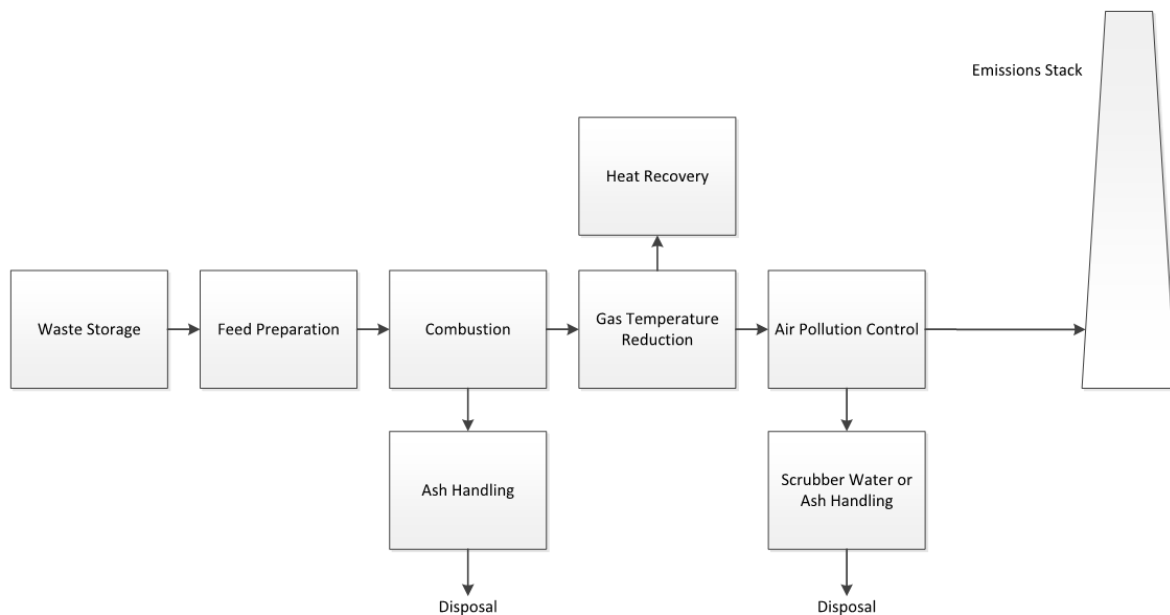 Emissions Stack
Heat Recovery
Waste Storage
Feed Preparation
Combustion
Gas Temperature
Reduction
Air Pollution Control
Ash Handling
Scrubber Water or
Ash Handling
Disposal
Disposal